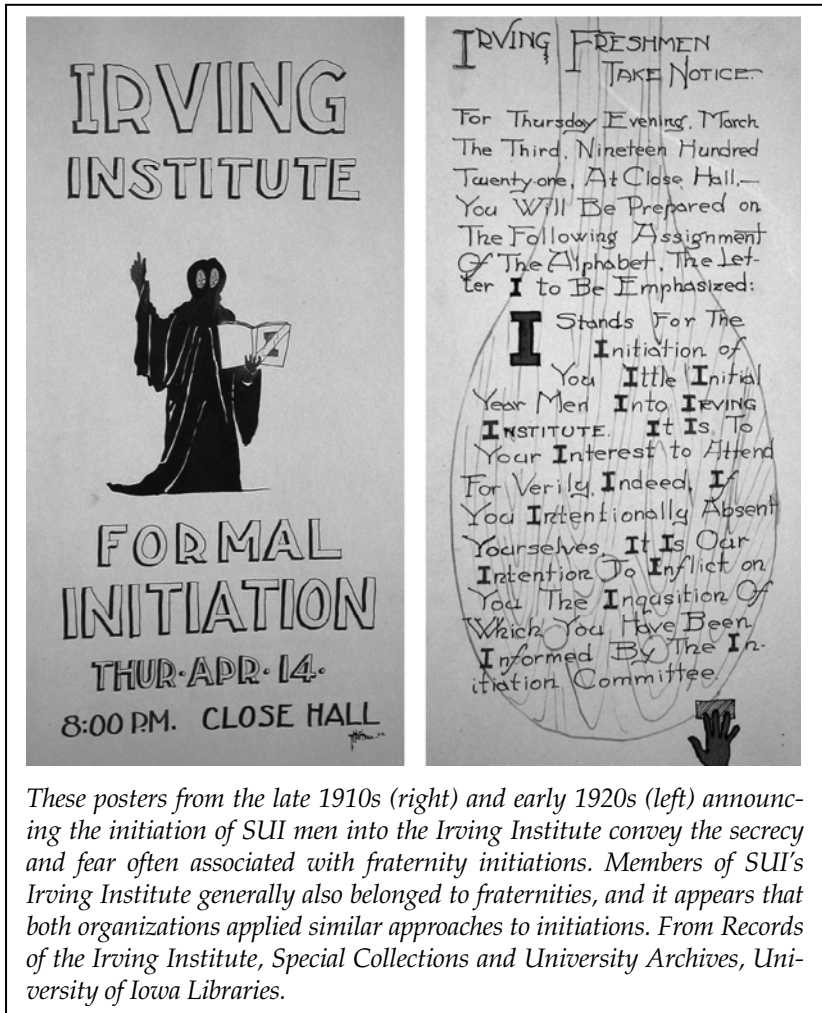 IRVING
INSTITUTE
FORMAL
INITIATION
THUR·APR·14·
8:00 P.M. CLOSE HALL
IRVING FRESHMEN
TAKE NOTICE—
For Thursday Evening, March
The Third, Nineteen Hundred
Twenty-one, At Close Hall,—
You Will Be Prepared on
The Following Assignment
Of The Alphabet, The Let-
ter I to Be Emphasized:
I Stands For The
Initiation of
You Ittle Initial
Year Men Into IRVING
INSTITUTE. It Is To
Your Interest to Attend
For Verily, Indeed, If
You Intentionally Absent
Yourselves, It Is Our
Intention To Inflict on
You The Inqusition Of
Which You Have Been
Informed By The In-
itiation Committee.
These posters from the late 1910s (right) and early 1920s (left) announc-
ing the initiation of SUI men into the Irving Institute convey the secrecy
and fear often associated with fraternity initiations. Members of SUI's
Irving Institute generally also belonged to fraternities, and it appears that
both organizations applied similar approaches to initiations. From Records
of the Irving Institute, Special Collections and University Archives, Uni-
versity of Iowa Libraries.